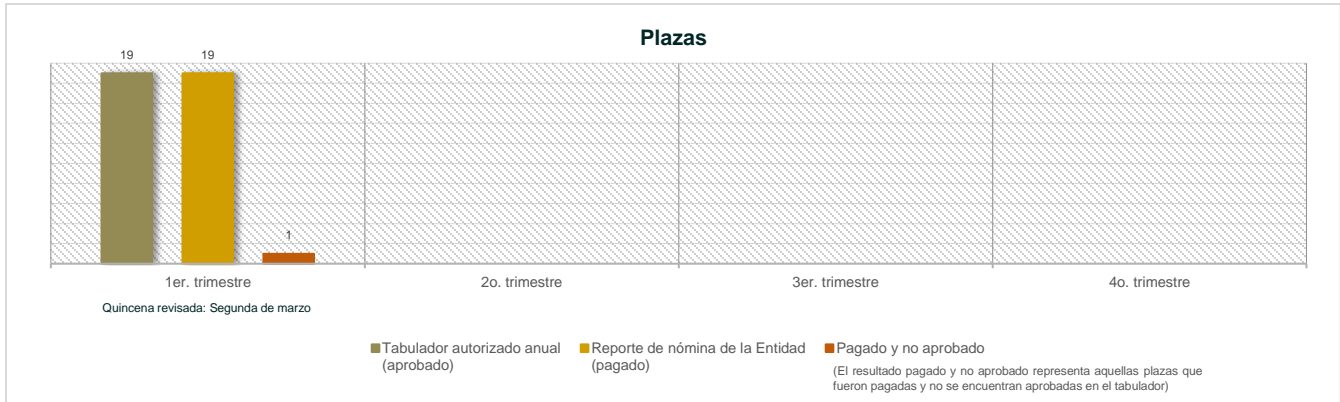 Plazas
19 19
1
1er. trimestre 2o. trimestre 3er. trimestre 4o. trimestre
Quincena revisada: Segunda de marzo
Tabulador autorizado anual
(aprobado)
Reporte de nómina de la Entidad
(pagado)
Pagado y no aprobado
(El resultado pagado y no aprobado representa aquellas plazas que
fueron pagadas y no se encuentran aprobadas en el tabulador)